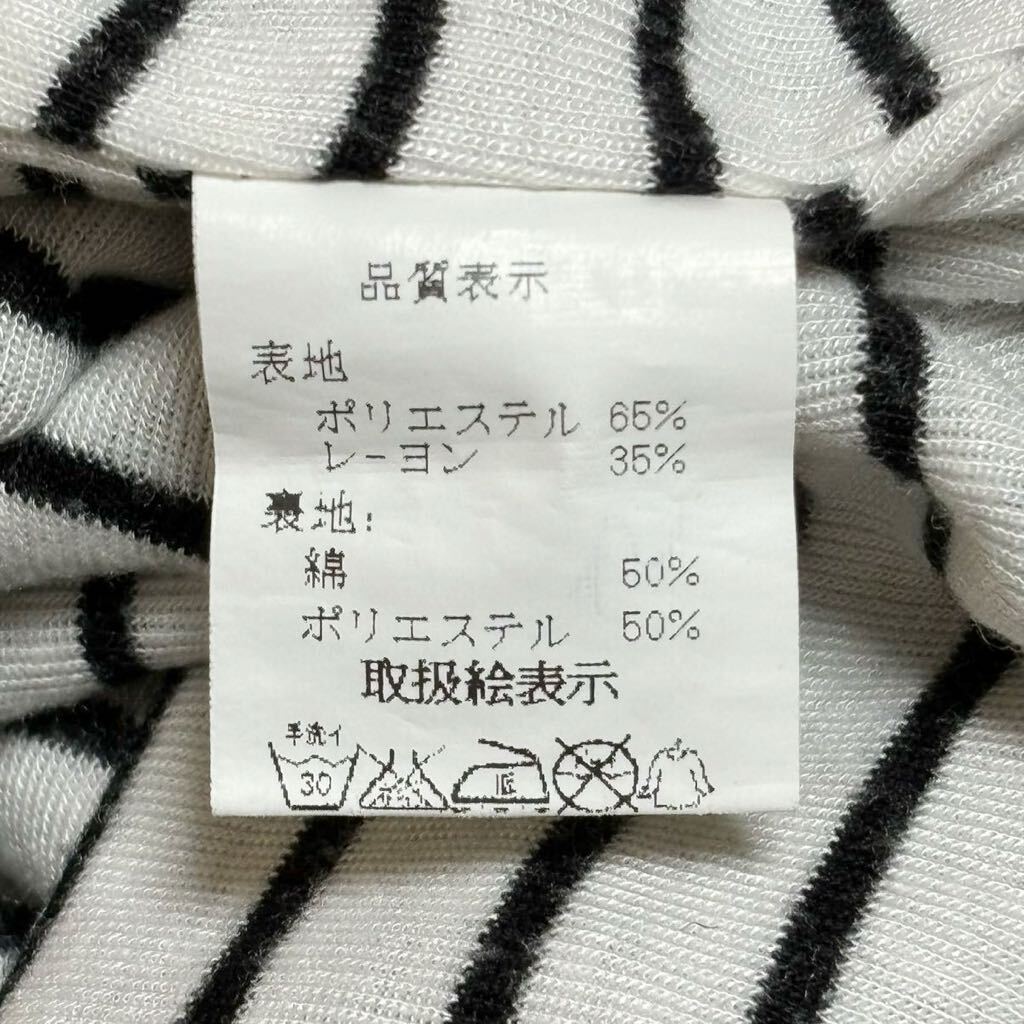 品質表示
表地
ポリエステル 65%
レーヨン 35%
裏地:
綿 50%
ポリエステル 50%
取扱絵表示
手洗イ
30
低